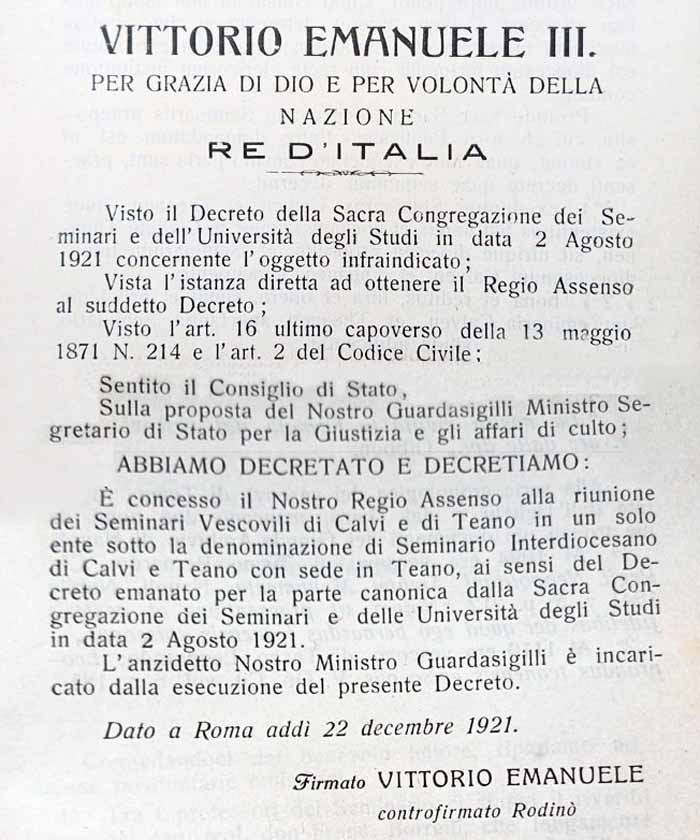 VITTORIO EMANUELE III.
PER GRAZIA DI DIO E PER VOLONTÀ DELLA
NAZIONE
RE D'ITALIA
Visto il Decreto della Sacra Congregazione dei Se-
minari e dell'Università degli Studi in data 2 Agosto
1921 concernente l'oggetto infraindicato;
Vista l'istanza diretta ad ottenere il Regio Assenso
al suddetto Decreto;
Visto l'art. 16 ultimo capoverso della 13 maggio
1871 N. 214 e l'art. 2 del Codice Civile;
Sentito il Consiglio di Stato,
Sulla proposta del Nostro Guardasigilli Ministro Se-
gretario di Stato per la Giustizia e gli affari di culto;
ABBIAMO DECRETATO E DECRETIAMO:
È concesso il Nostro Regio Assenso alla riunione
dei Seminari Vescovili di Calvi e di Teano in un solo
ente sotto la denominazione di Seminario Interdiocesano
di Calvi e Teano con sede in Teano, ai sensi del De-
creto emanato per la parte canonica dalla Sacra Con-
gregazione dei Seminari e delle Università degli Studi
in data 2 Agosto 1921.
L'anzidetto Nostro Ministro Guardasigilli è incari-
cato dalla esecuzione del presente Decreto.
Dato a Roma addì 22 decembre 1921.
Firmato VITTORIO EMANUELE
controfirmato Rodinò